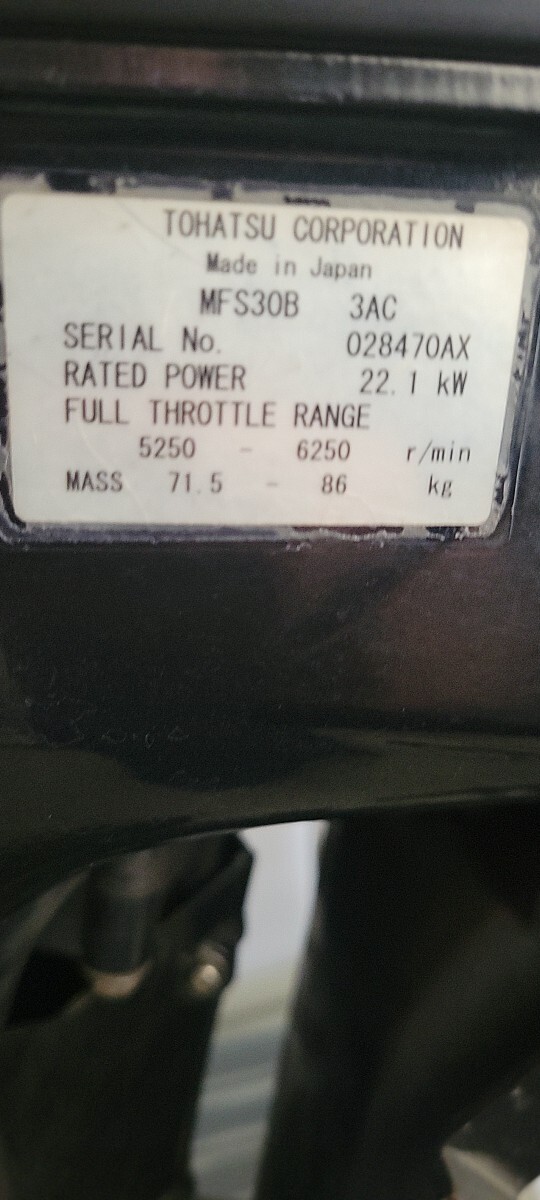 TOHATSU CORPORATION
Made in Japan
MFS30B 3AC
SERIAL No. 028470AX
RATED POWER 22.1 kW
FULL THROTTLE RANGE
5250 - 6250 r/min
MASS 71.5 - 86 kg